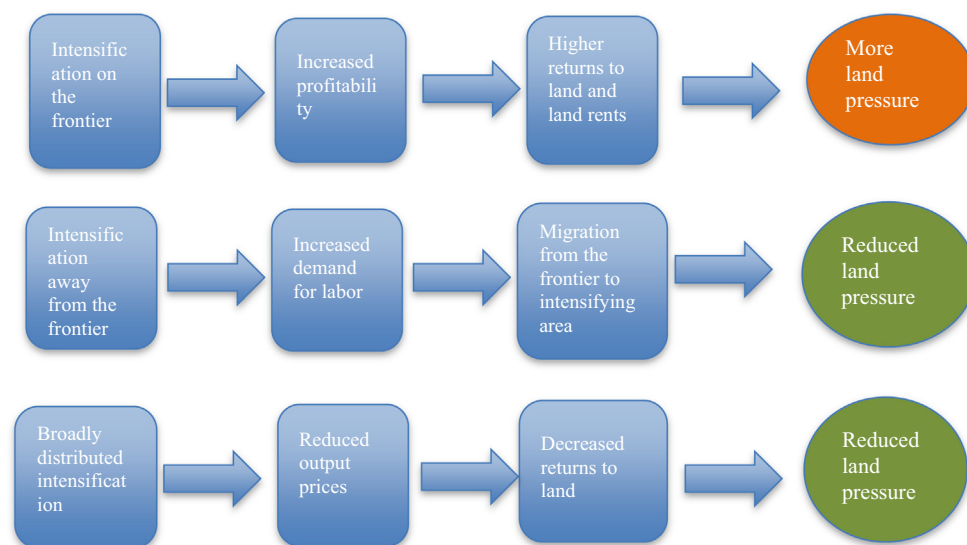 Intensific
ation on
the
frontier
Increased
profitabili
ty
Higher
returns to
land and
land rents
More
land
pressure
Intensific
ation
away
from the
frontier
Increased
demand
for labor
Migration
from the
frontier to
intensifying
area
Reduced
land
pressure
Broadly
distributed
intensificat
ion
Reduced
output
prices
Decreased
returns to
land
Reduced
land
pressure